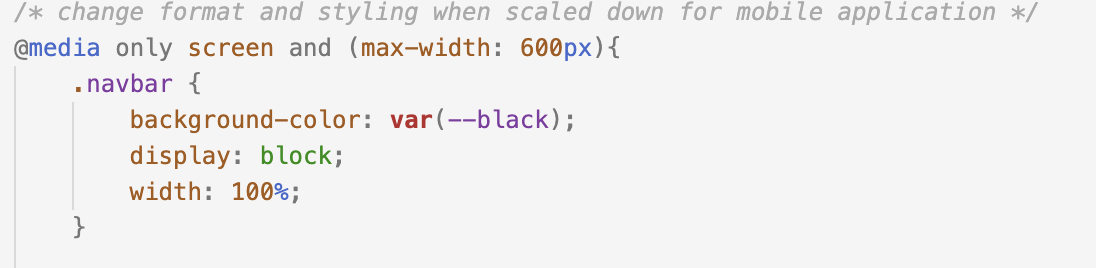 /* change format and styling when scaled down for mobile application */
@media only screen and (max-width: 600px){
    .navbar {
        background-color: var(--black);
        display: block;
        width: 100%;
    }